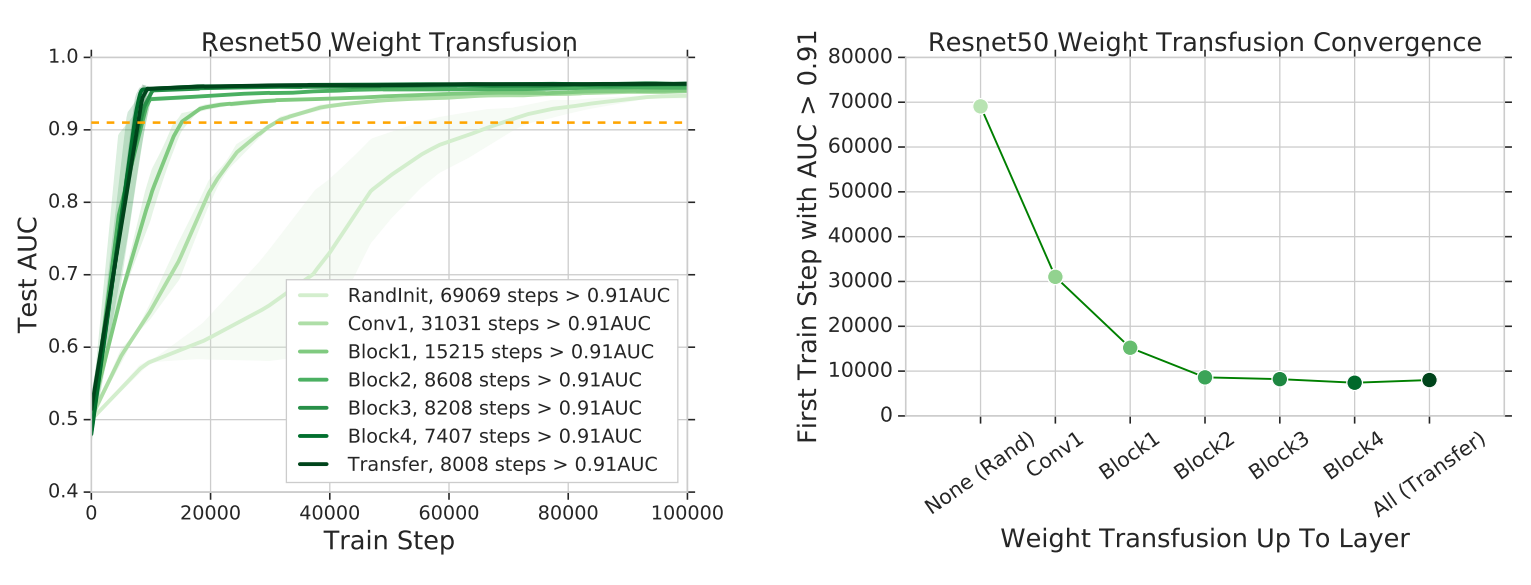 Resnet50 Weight Transfusion
Test AUC
1.0
0.9
0.8
0.7
0.6
0.5
0.4
RandInit, 69069 steps > 0.91AUC
Conv1, 31031 steps > 0.91AUC
Block1, 15215 steps > 0.91AUC
Block2, 8608 steps > 0.91AUC
Block3, 8208 steps > 0.91AUC
Block4, 7407 steps > 0.91AUC
Transfer, 8008 steps > 0.91AUC
0 20000 40000 60000 80000 100000
Train Step
Resnet50 Weight Transfusion Convergence
First Train Step with AUC > 0.91
80000
70000
60000
50000
40000
30000
20000
10000
0
None (Rand) Conv1 Block1 Block2 Block3 Block4 All (Transfer)
Weight Transfusion Up To Layer